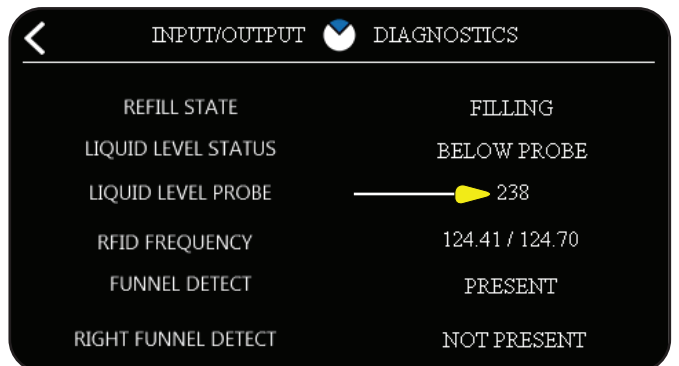 INPUT/OUTPUT DIAGNOSTICS
REFILL STATE FILLING
LIQUID LEVEL STATUS BELOW PROBE
LIQUID LEVEL PROBE 238
RFID FREQUENCY 124.41 / 124.70
FUNNEL DETECT PRESENT
RIGHT FUNNEL DETECT NOT PRESENT